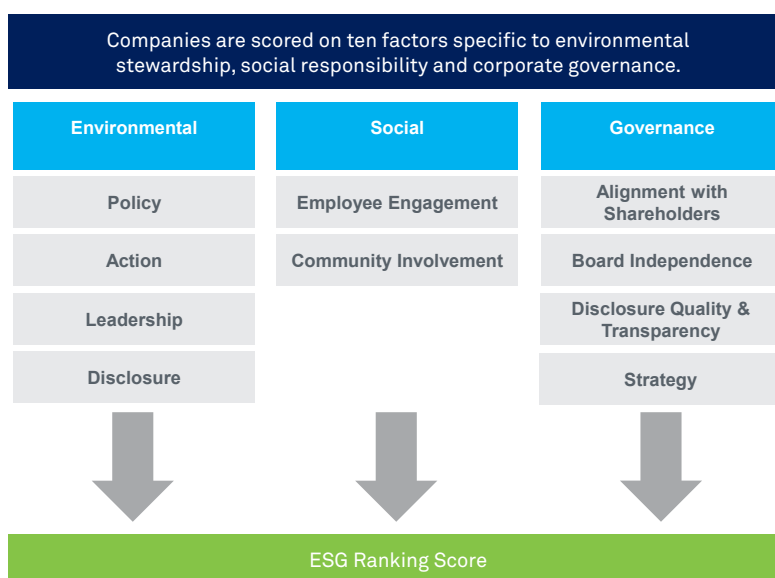 Companies are scored on ten factors specific to environmental
stewardship, social responsibility and corporate governance.
Environmental
Social
Governance
Policy
Employee Engagement
Alignment with
Shareholders
Action
Community Involvement
Board Independence
Leadership
Disclosure Quality &
Transparency
Disclosure
Strategy
ESG Ranking Score